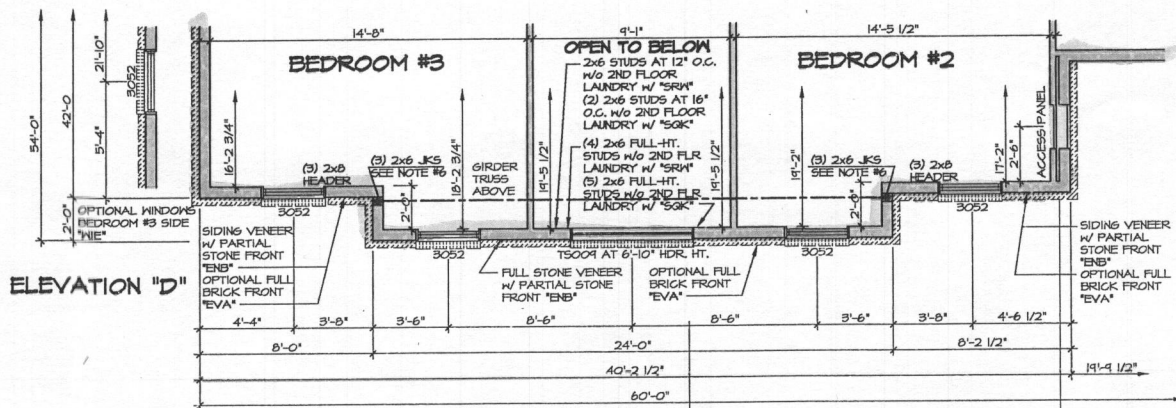 14'-8"
9'-1"
14'-5 1/2"
BEDROOM #3
OPEN TO BELOW
2x6 STUDS AT 12" O.C.
W/o 2ND FLOOR
LAUNDRY W/ "SRW"
(2) 2x6 STUDS AT 16"
O.C. W/o 2ND FLOOR
LAUNDRY W/ "SQK"
(4) 2x6 FULL-HT.
STUDS W/o 2ND FLR
LAUNDRY W/ "SRW"
(5) 2x6 FULL-HT.
STUDS W/o 2ND FLR
LAUNDRY W/ "SQK"
BEDROOM #2
54'-0"
42'-0
21'-10"
3052
5'-4"
2'-0"
OPTIONAL WINDOWS
BEDROOM #3 SIDE
"WIE"
16'-2 3/4"
(3) 2x8
HEADER
3052
(3) 2x6 JKS
SEE NOTE #6
2'-0"
18'-2 3/4"
GIRDER
TRUSS
ABOVE
19'-5 1/2"
19'-5 1/2"
19'-2"
(3) 2x6 JKS
SEE NOTE #6
2'-0"
(3) 2x8
HEADER
3052
17'-2"
2'-6"
ACCESS PANEL
3052
TS009 AT 6'-10" HDR. HT.
3052
ELEVATION "D"
SIDING VENEER
W/ PARTIAL
STONE FRONT
"ENB"
OPTIONAL FULL
BRICK FRONT
"EVA"
FULL STONE VENEER
W/ PARTIAL STONE
FRONT "ENB"
OPTIONAL FULL
BRICK FRONT
"EVA"
SIDING VENEER
W/ PARTIAL
STONE FRONT
"ENB"
OPTIONAL FULL
BRICK FRONT
"EVA"
4'-4"
3'-8"
3'-6"
8'-6"
8'-6"
3'-6"
3'-8"
4'-6 1/2"
8'-0"
24'-0"
8'-2 1/2"
40'-2 1/2"
19'-9 1/2"
60'-0"